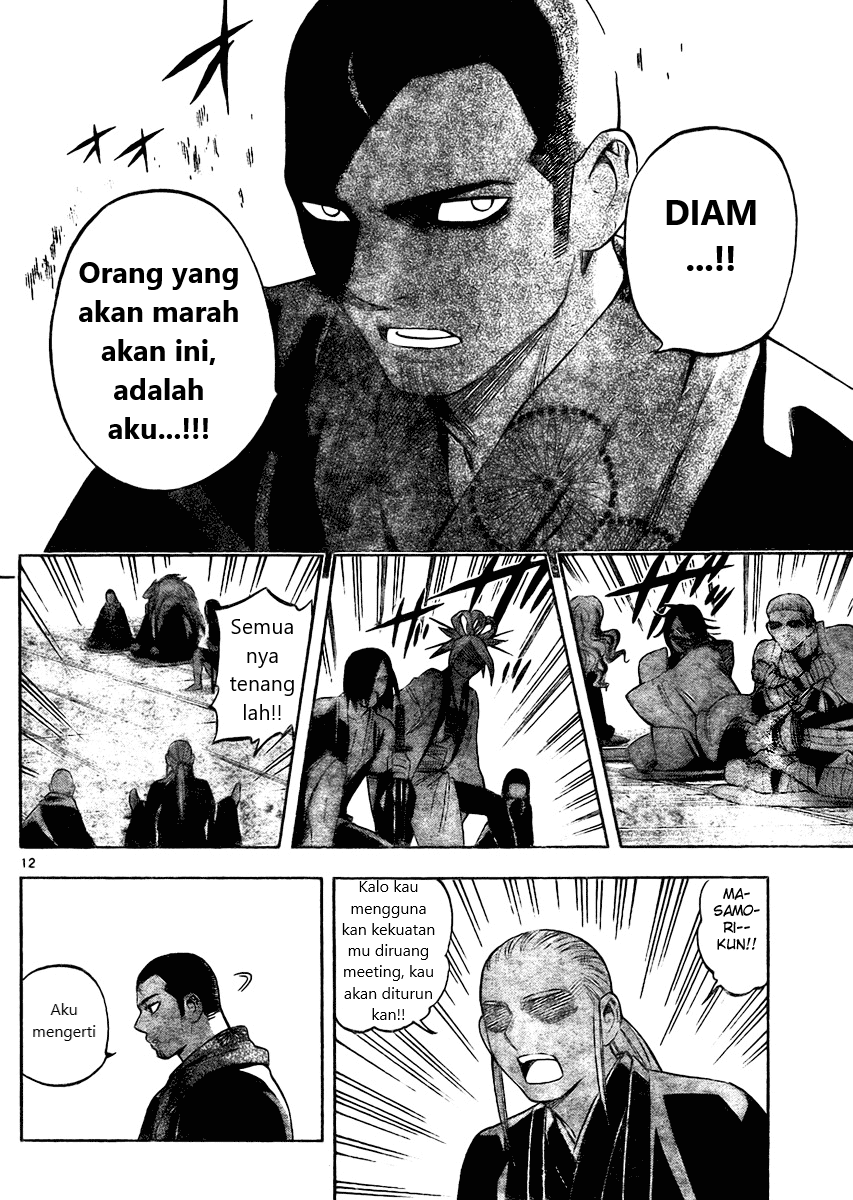 DIAM
...!!
Orang yang
akan marah
akan ini,
adalah
aku...!!!
Semua
nya
tenang
lah!!
12
MA-
SAMO-
RI--
KUN!!
Kalo kau
mengguna
kan kekuatan
mu diruang
meeting, kau
akan diturun
kan!!
Aku
mengerti